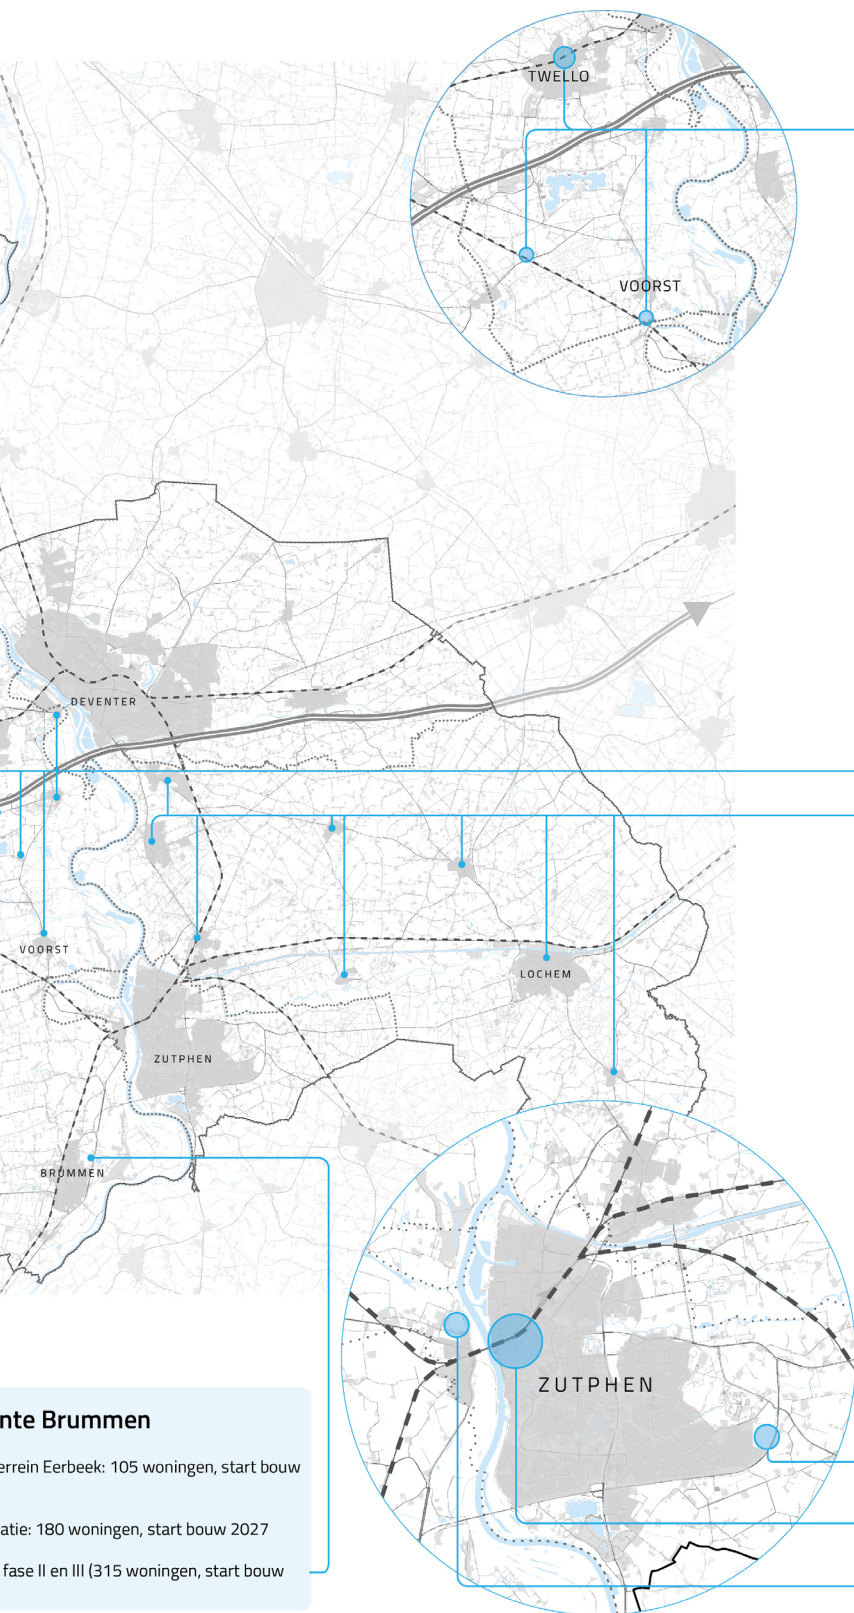 TWELLO
VOORST
DEVENTER
VOORST
LOCHEM
ZUTPHEN
BRUMMEN
ZUTPHEN
nte Brummen
errein Eerbeek: 105 woningen, start bouw
atie: 180 woningen, start bouw 2027
fase II en III (315 woningen, start bouw